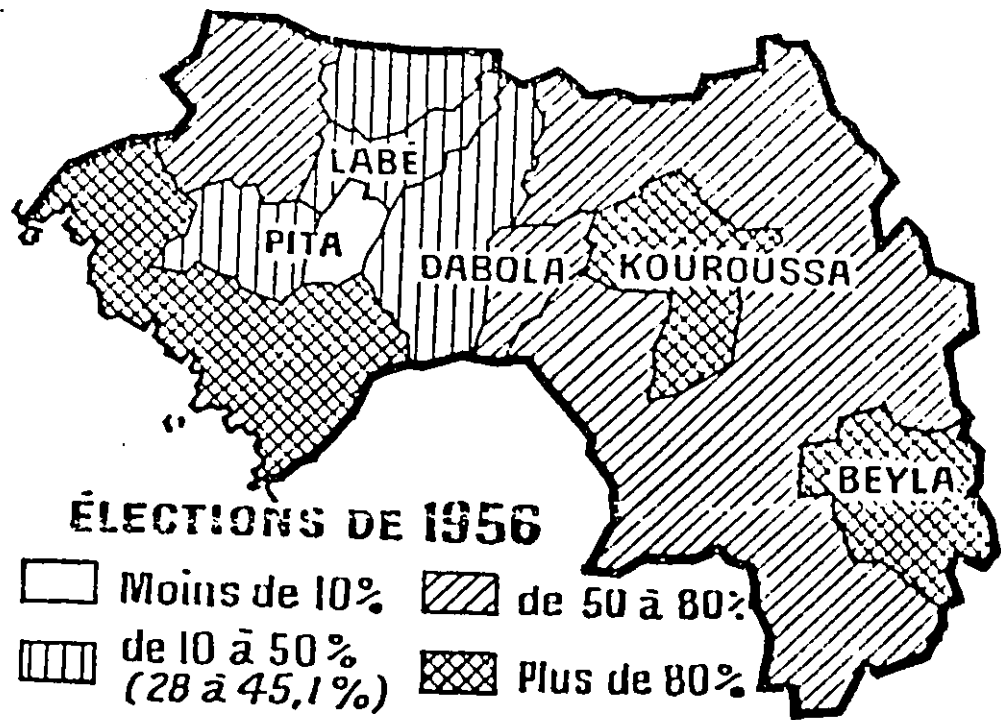 LABÉ
PITA
DABOLA
KOUROUSSA
BEYLA
ÉLECTIONS DE 1956
Moins de 10%
de 10 à 50%
(28 à 45,1%)
de 50 à 80%
Plus de 80%